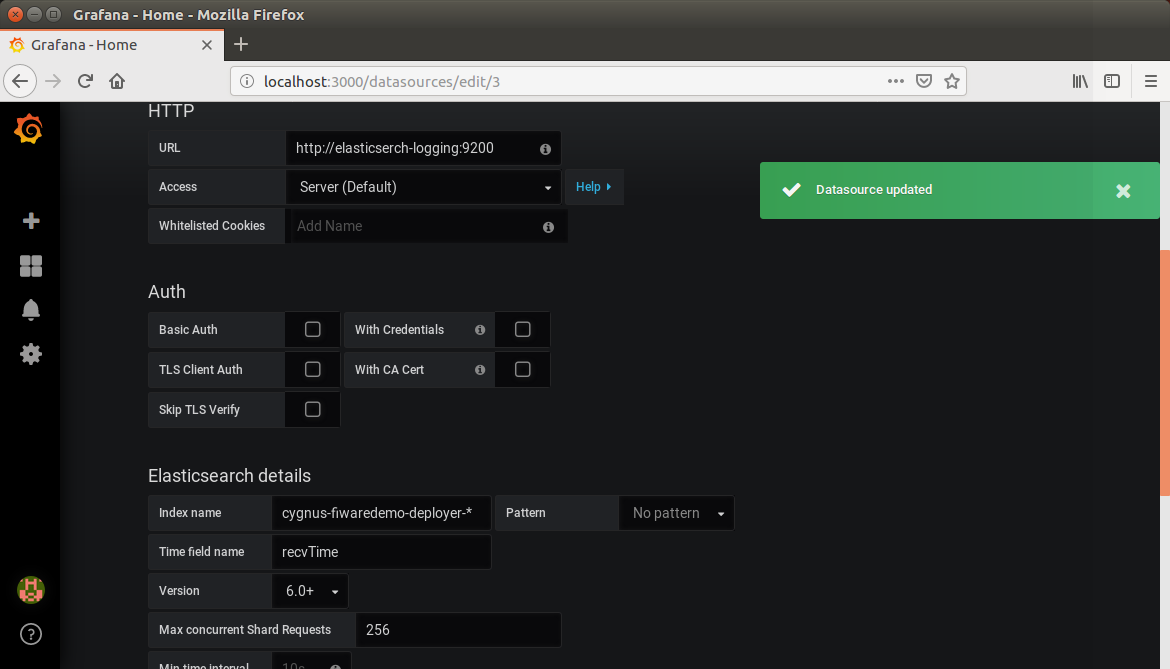 Grafana - Home - Mozilla Firefox
Grafana - Home
localhost:3000/datasources/edit/3
HTTP
URL http://elasticserch-logging:9200
Access Server (Default) Help
Whitelisted Cookies Add Name
Datasource updated
Auth
Basic Auth With Credentials
TLS Client Auth With CA Cert
Skip TLS Verify
Elasticsearch details
Index name cygnus-fiwaredemo-deployer-* Pattern No pattern
Time field name recvTime
Version 6.0+
Max concurrent Shard Requests 256
Min time interval 10s